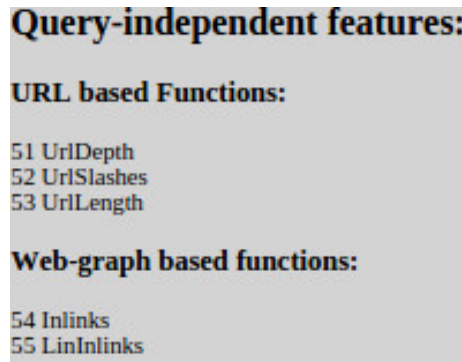 Query-independent features:
URL based Functions:
51 UrlDepth
52 UrlSlashes
53 UrlLength
Web-graph based functions:
54 Inlinks
55 LinInlinks